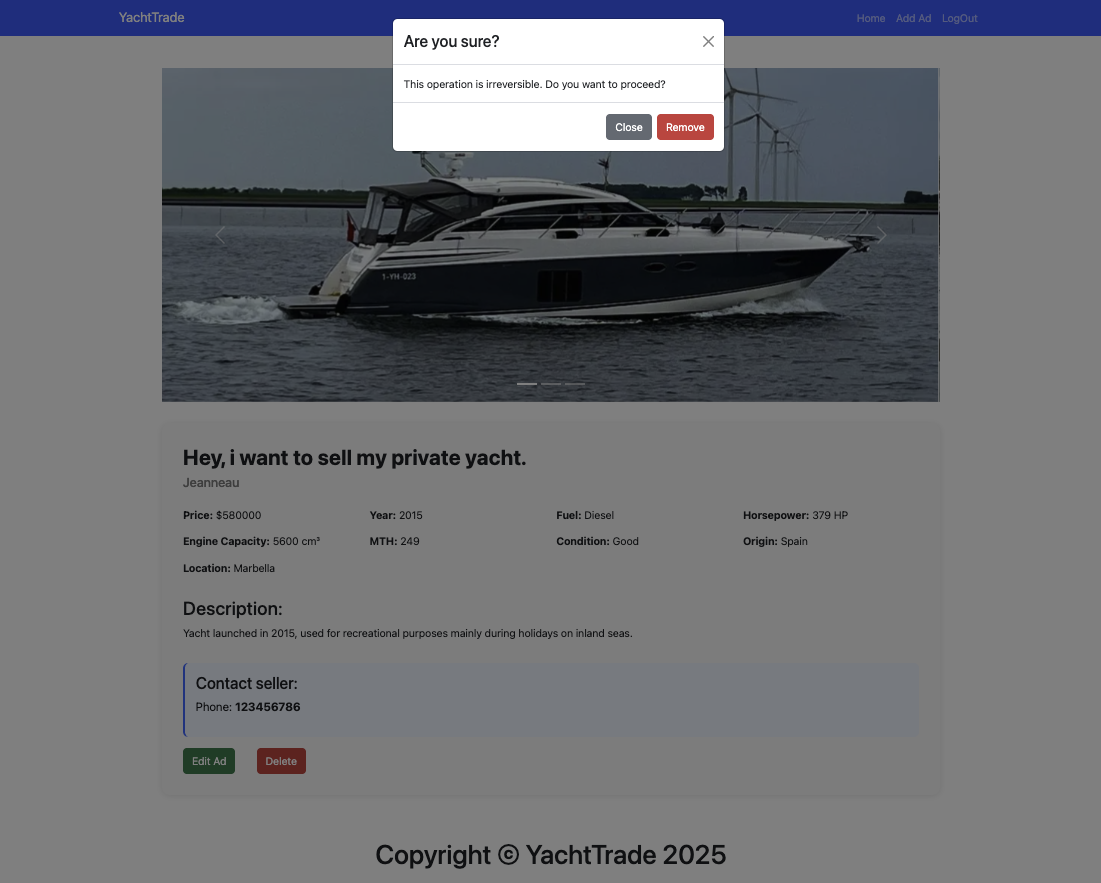 YachtTrade
Home Add Ad LogOut
Are you sure?
This operation is irreversible. Do you want to proceed?
Close Remove
1-YN-023
Hey, i want to sell my private yacht.
Jeanneau
Price: $580000 Year: 2015 Fuel: Diesel Horsepower: 379 HP
Engine Capacity: 5600 cm³ MTH: 249 Condition: Good Origin: Spain
Location: Marbella
Description:
Yacht launched in 2015, used for recreational purposes mainly during holidays on inland seas.
Contact seller:
Phone: 123456786
Edit Ad Delete
Copyright © YachtTrade 2025